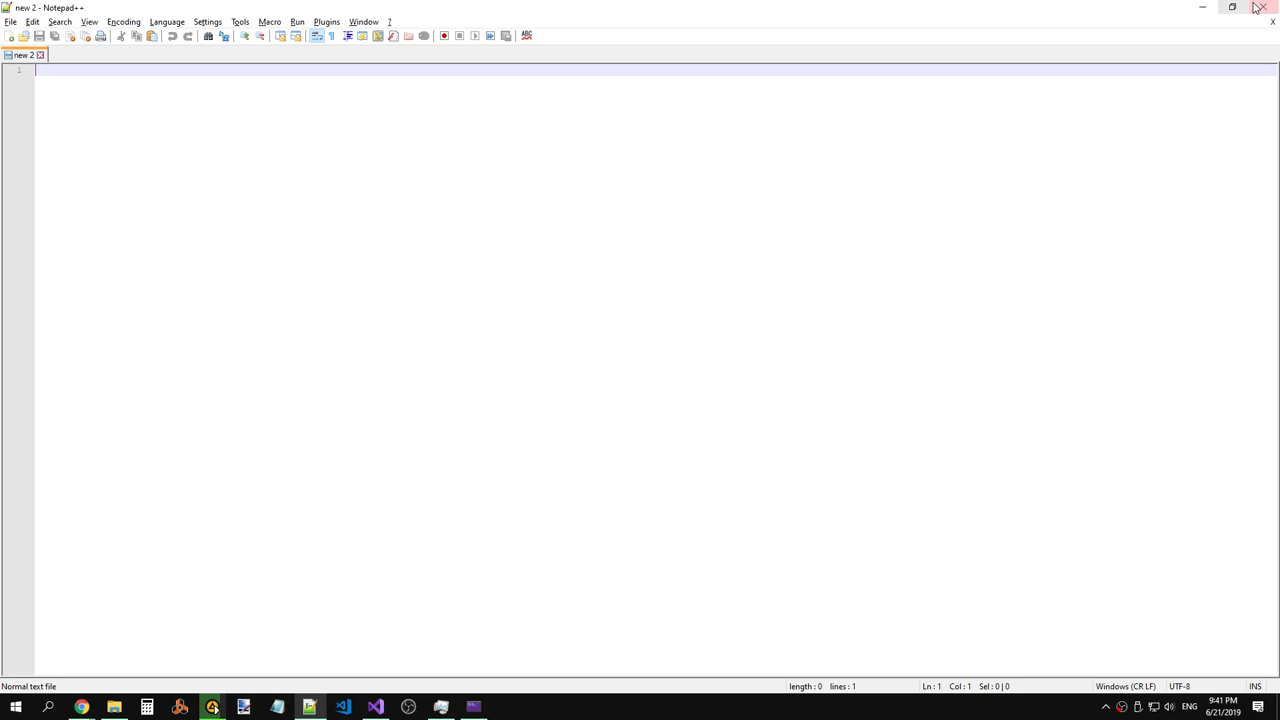 new 2 - Notepad++
File Edit Search View Encoding Language Settings Tools Macro Run Plugins Window ? X
ABC
new 2
1
Normal text file length : 0 lines : 1 Ln : 1 Col : 1 Sel : 0 | 0 Windows (CR LF) UTF-8 INS
ENG
9:41 PM
6/21/2019